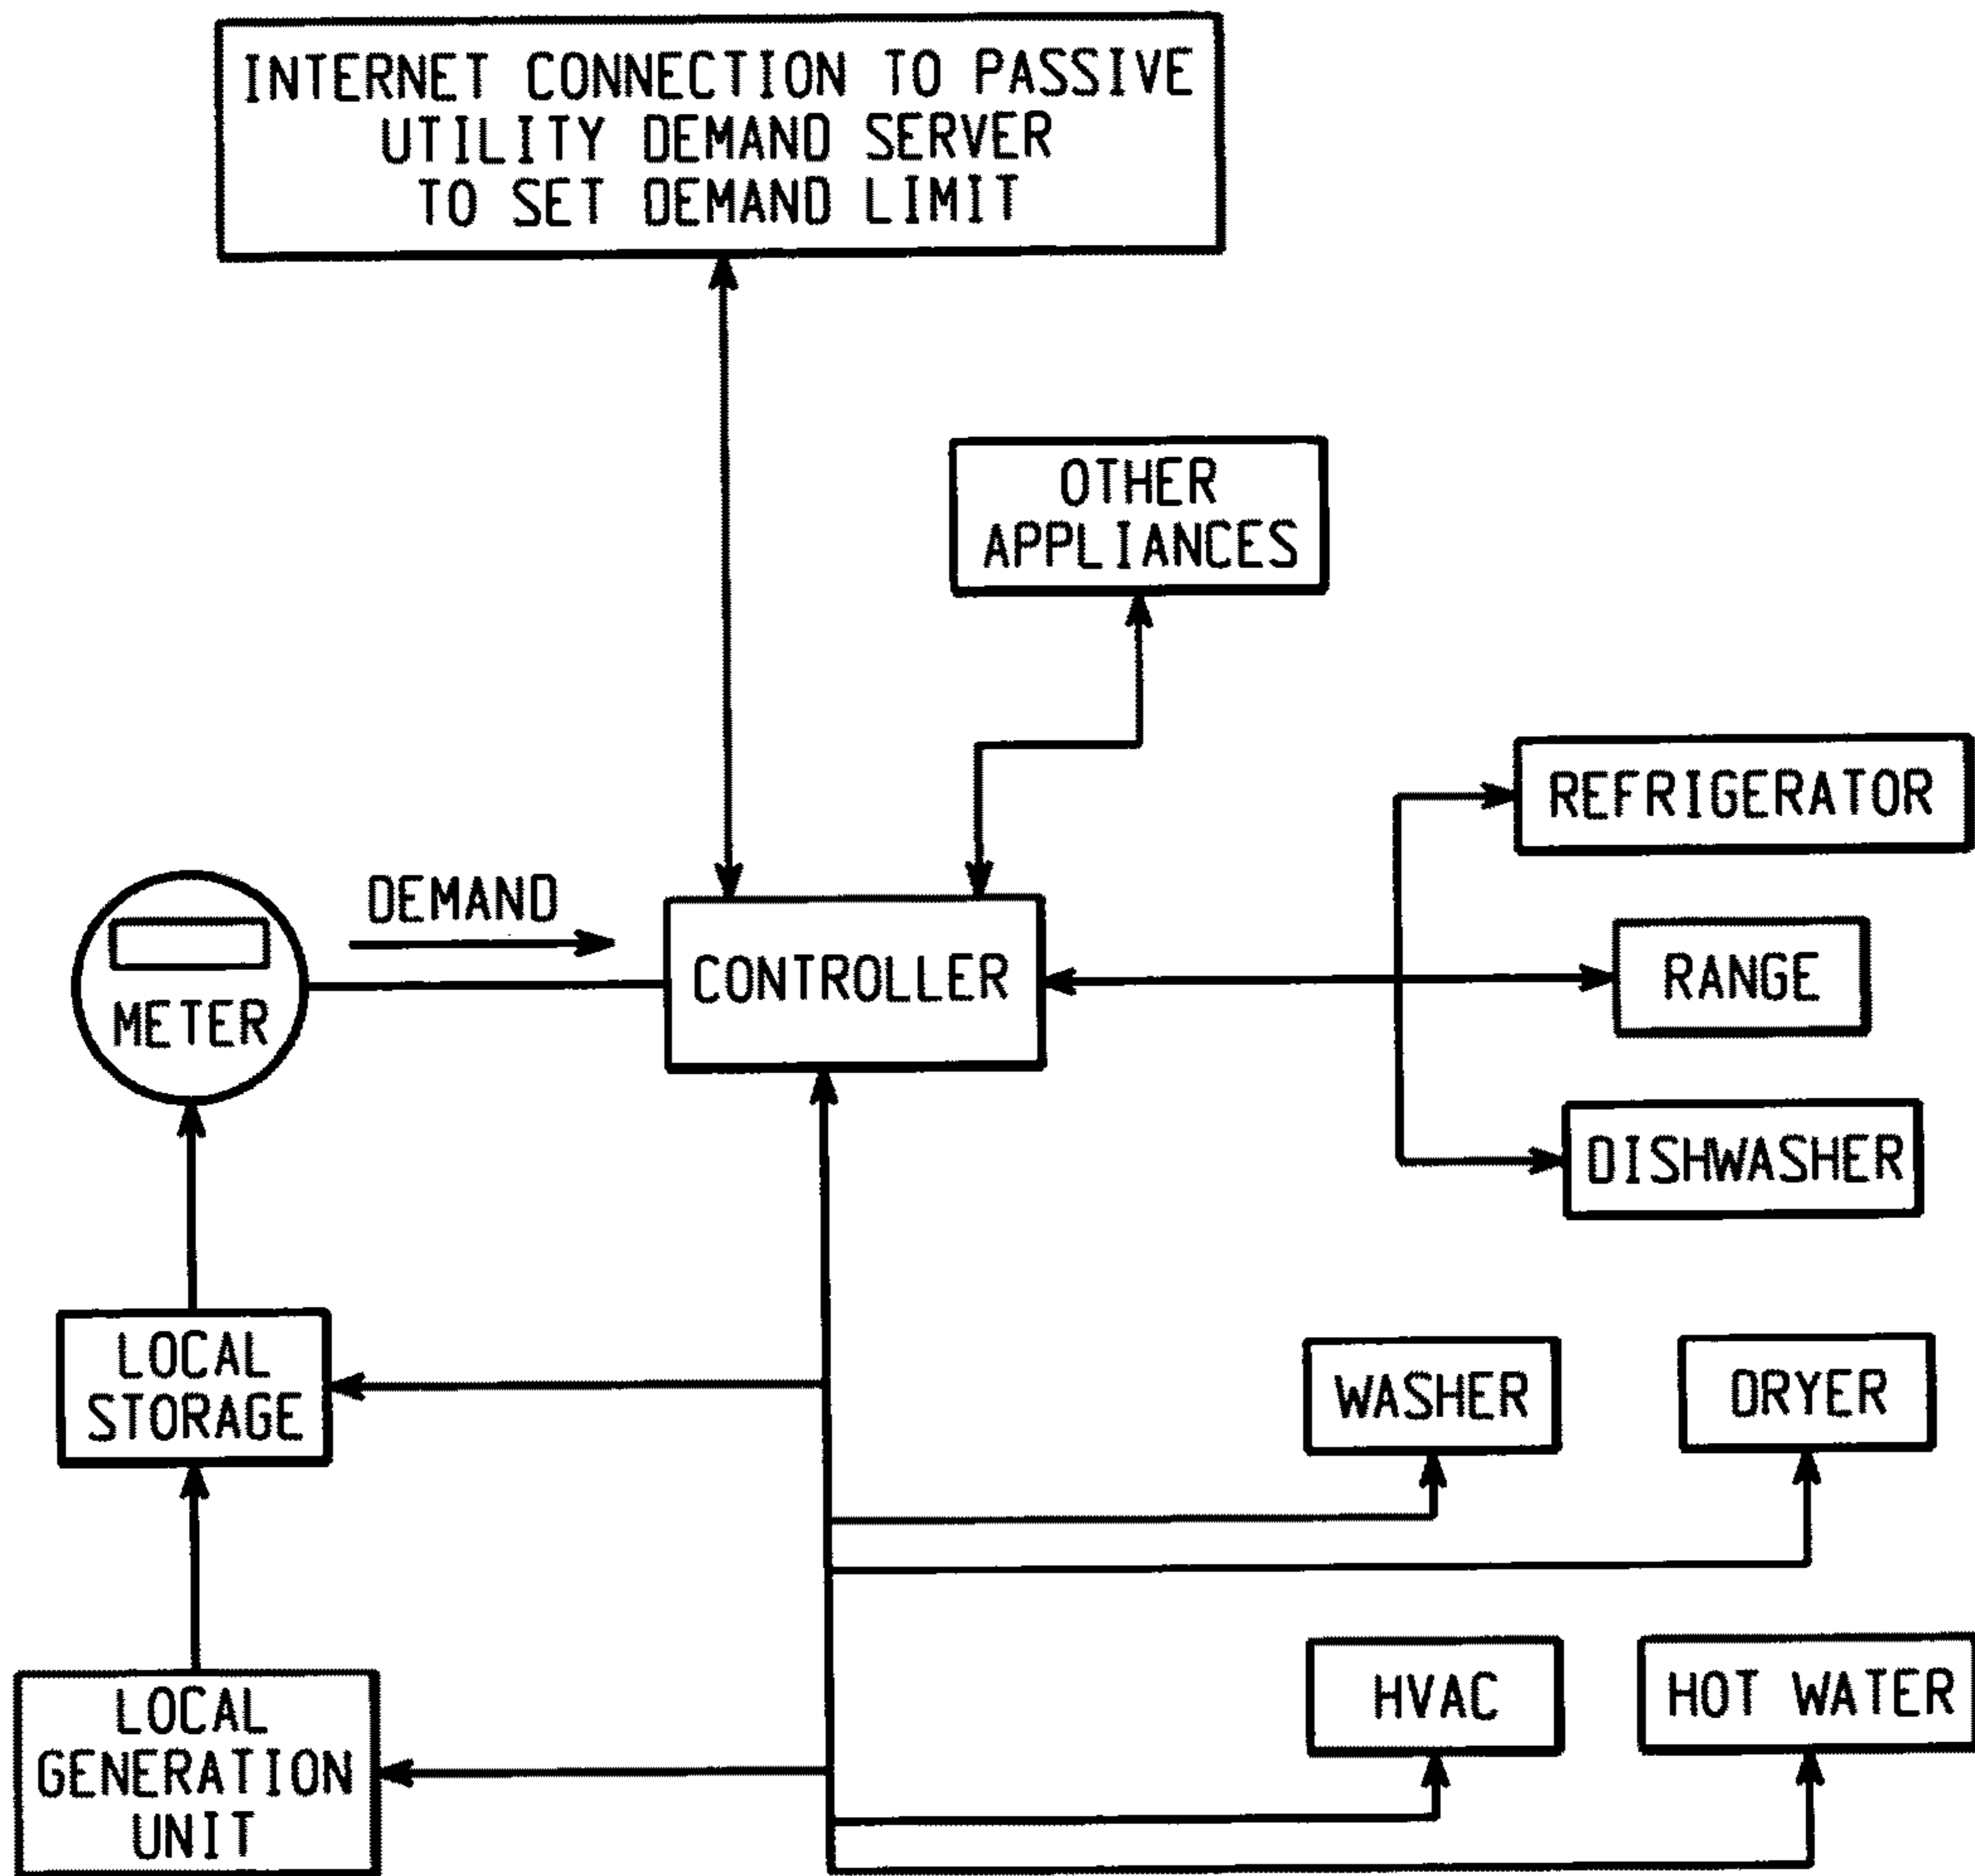 INTERNET CONNECTION TO PASSIVE
UTILITY DEMAND SERVER
TO SET DEMAND LIMIT
OTHER
APPLIANCES
REFRIGERATOR
DEMAND
CONTROLLER
RANGE
METER
DISHWASHER
LOCAL
STORAGE
WASHER
DRYER
LOCAL
GENERATION
UNIT
HVAC
HOT WATER